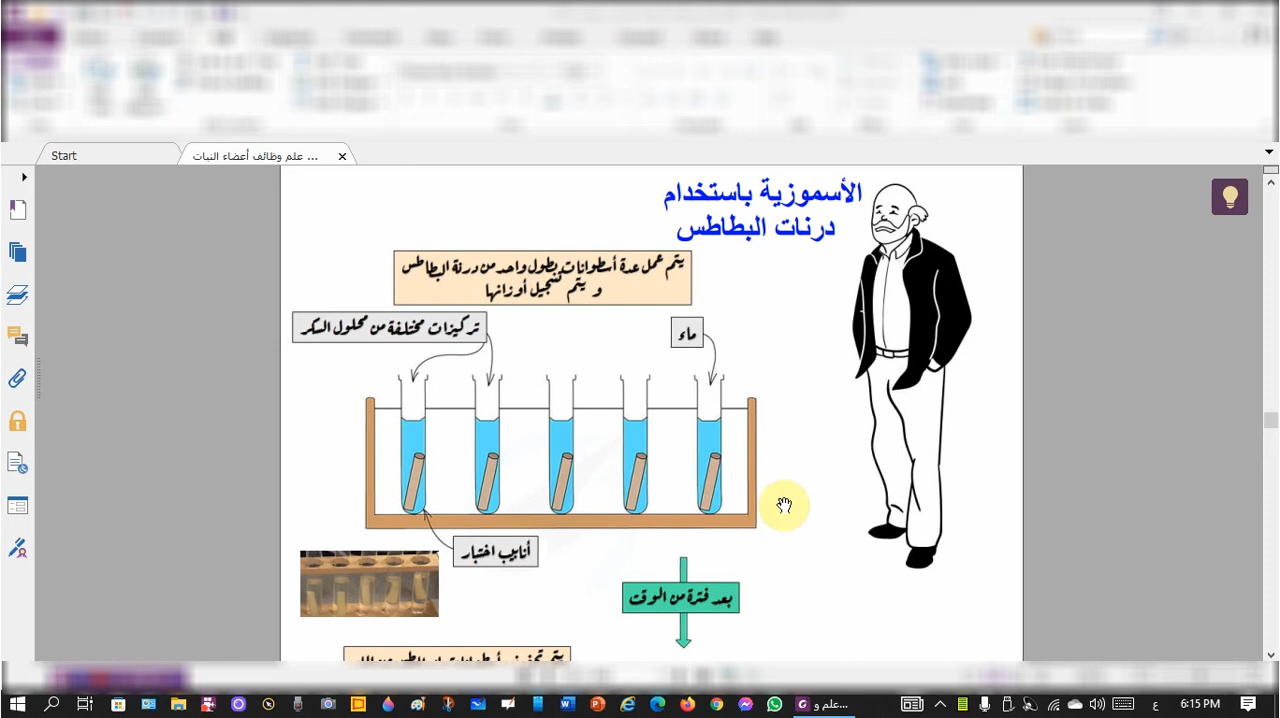 Start
علم وظائف أعضاء النبات ...
الأسموزية باستخدام
درنات البطاطس
يتم عمل عدة أسطوانات بطول واحد من درنة البطاطس
و يتم تسجيل أوزانها
تركيزات مختلفة من محلول السكر
ماء
أنابيب اختبار
بعد فترة من الوقت
علم و...
ع
6:15 PM